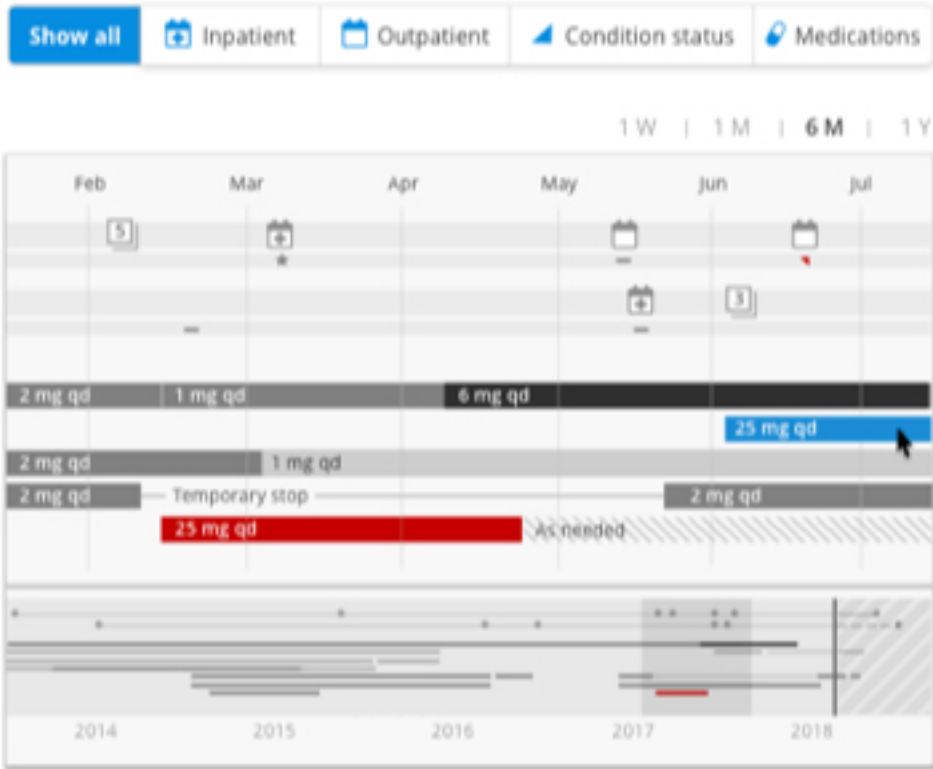 Show all Inpatient Outpatient Condition status Medications
1 W | 1 M | 6 M | 1 Y
Feb Mar Apr May Jun Jul
5
3
2 mg qd 1 mg qd 6 mg qd
25 mg qd
2 mg qd 1 mg qd
2 mg qd Temporary stop 2 mg qd
25 mg qd As needed
2014 2015 2016 2017 2018